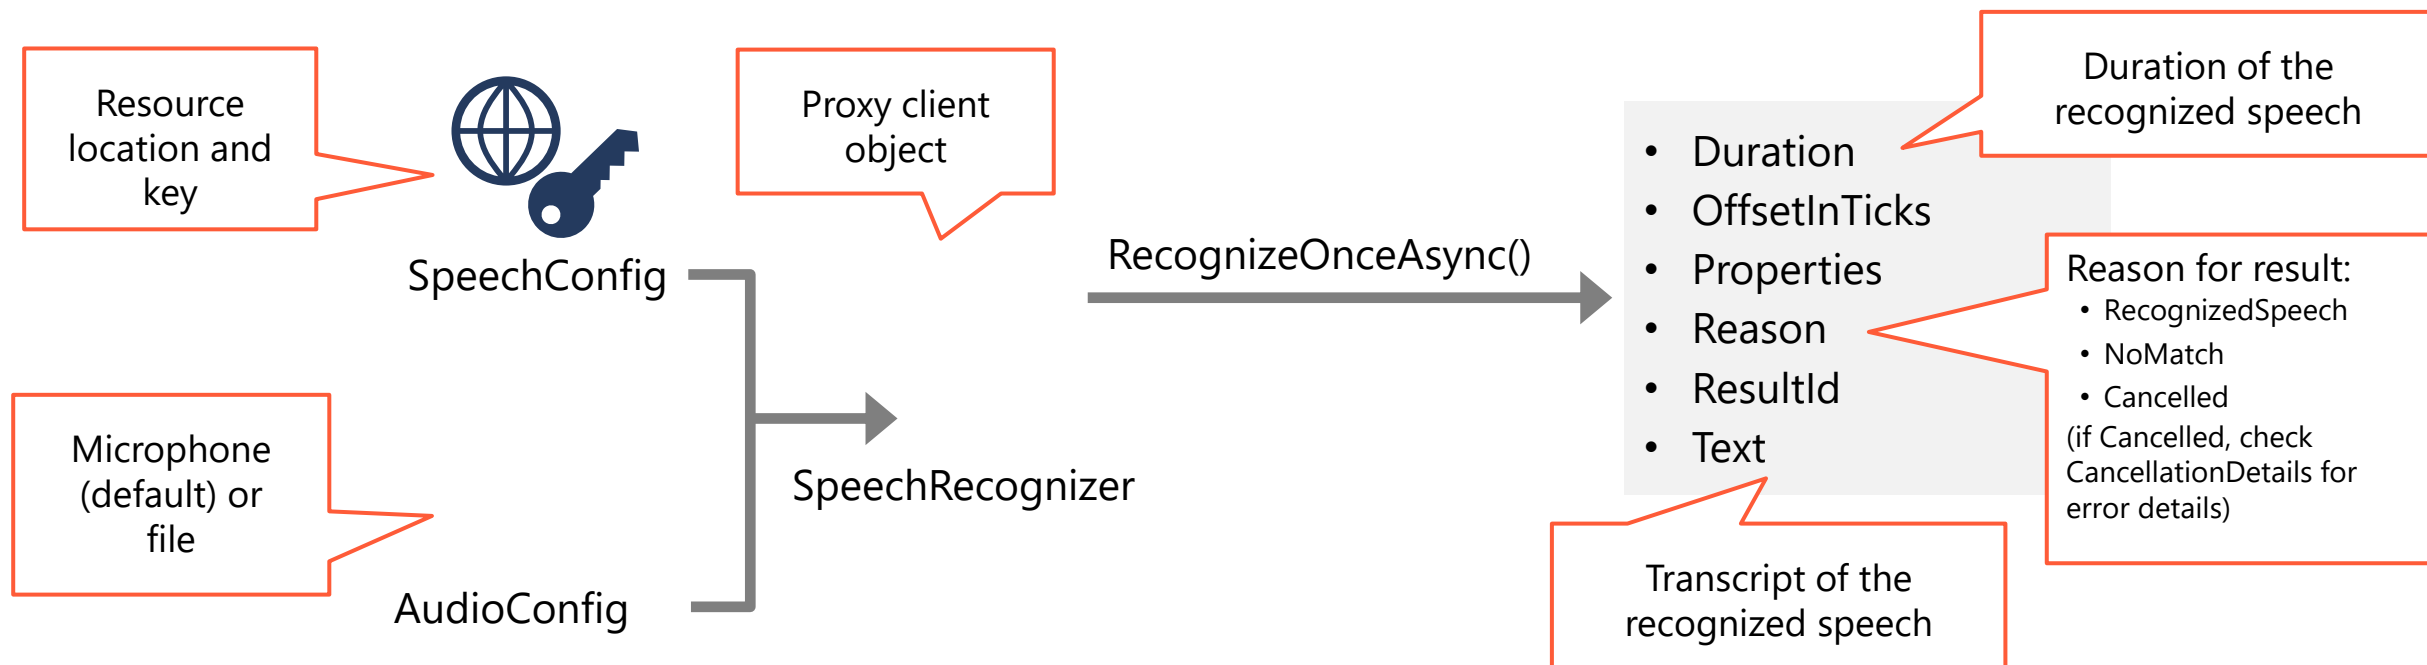 Resource
location and
key
SpeechConfig
Microphone
(default) or
file
AudioConfig
Proxy client
object
SpeechRecognizer
RecognizeOnceAsync()
• Duration
• OffsetInTicks
• Properties
• Reason
• ResultId
• Text
Duration of the
recognized speech
Reason for result:
• RecognizedSpeech
• NoMatch
• Cancelled
(if Cancelled, check
CancellationDetails for
error details)
Transcript of the
recognized speech